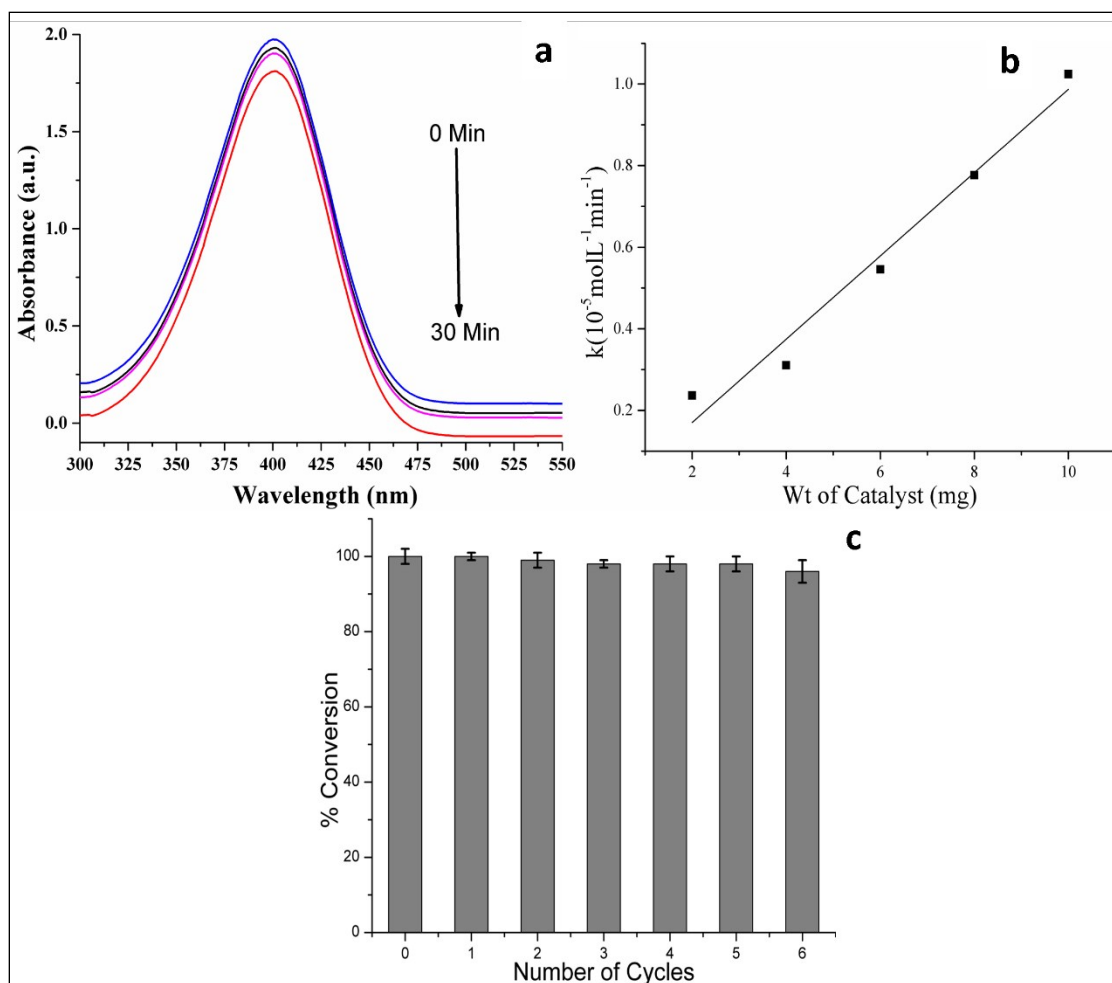 a
2.0
1.5
1.0
0.5
0.0
Absorbance (a.u.)
0 Min
30 Min
300 325 350 375 400 425 450 475 500 525 550
Wavelength (nm)
b
1.0
0.8
0.6
0.4
0.2
k(10⁻⁵molL⁻¹min⁻¹)
2 4 6 8 10
Wt of Catalyst (mg)
c
100
80
60
40
20
0
% Conversion
0 1 2 3 4 5 6
Number of Cycles